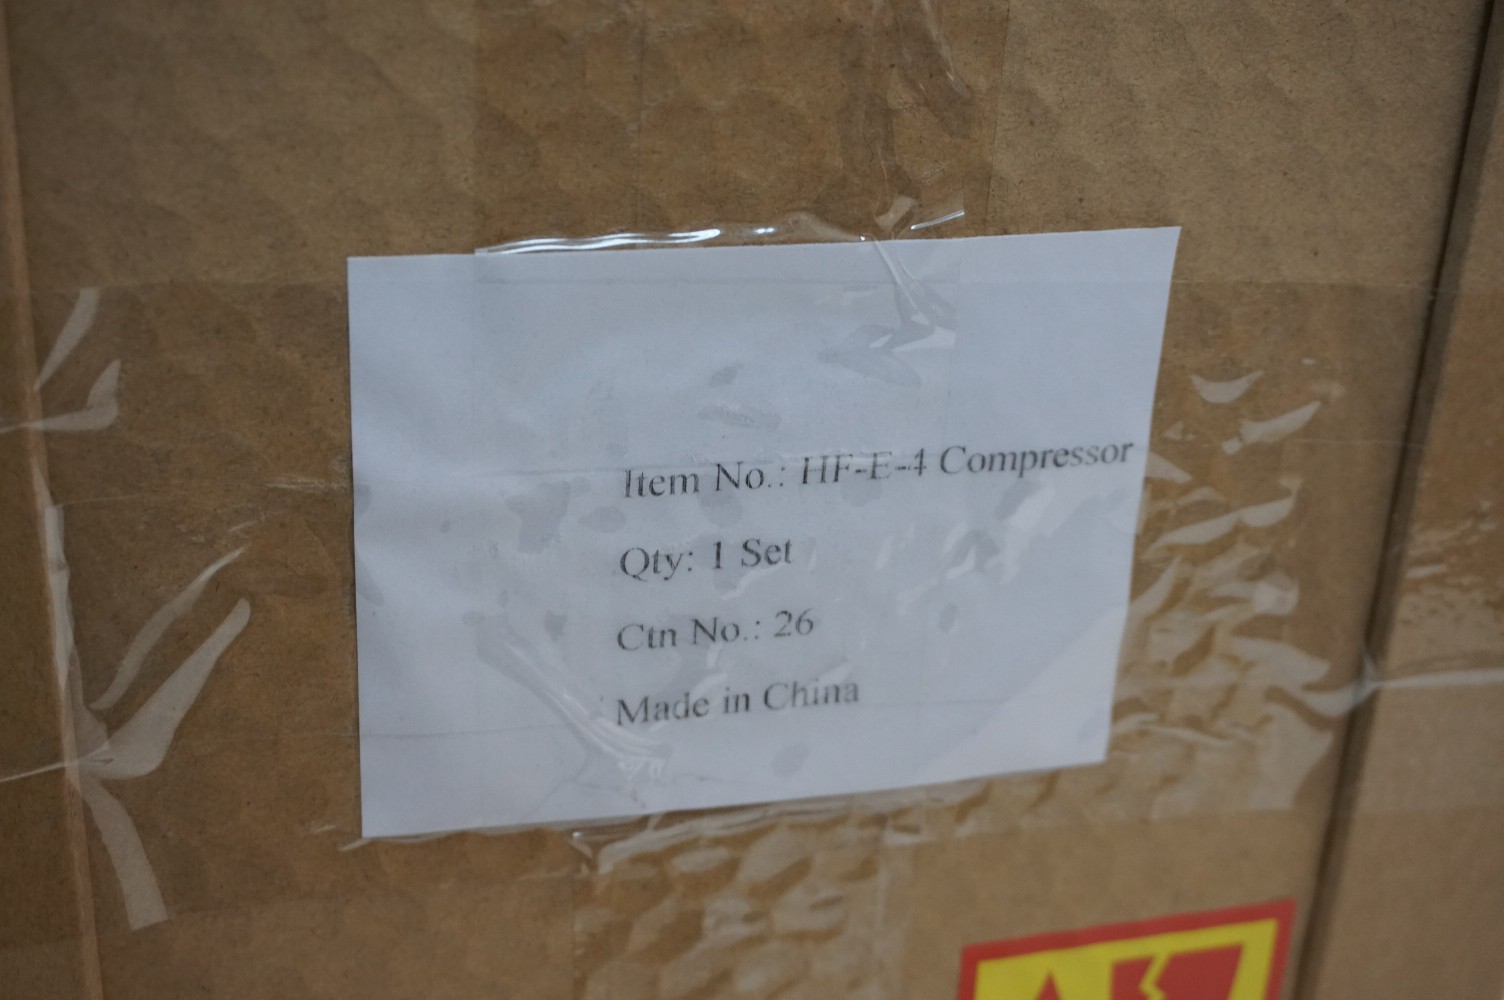 Item No.: HF-E-4 Compressor
Qty: 1 Set
Ctn No.: 26
Made in China